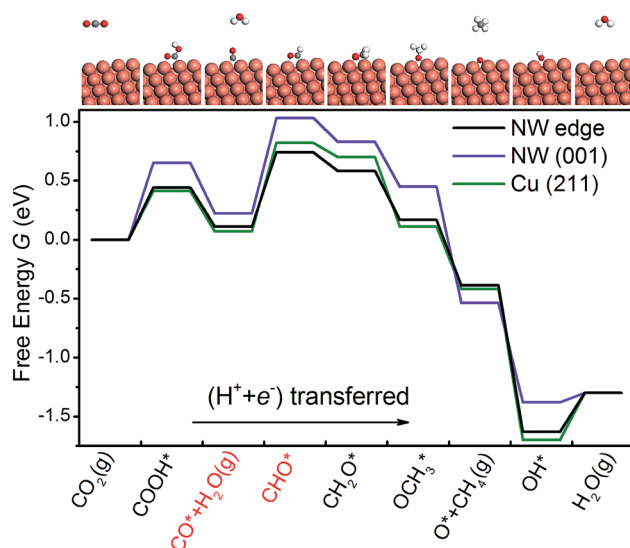 1.0
0.5
0.0
-0.5
-1.0
-1.5
Free Energy G (eV)
NW edge
NW (001)
Cu (211)
(H⁺+e⁻) transferred
CO₂(g)
COOH*
CO*+H₂O(g)
CHO*
CH₂O*
OCH₃*
O*+CH₄(g)
OH*
H₂O(g)